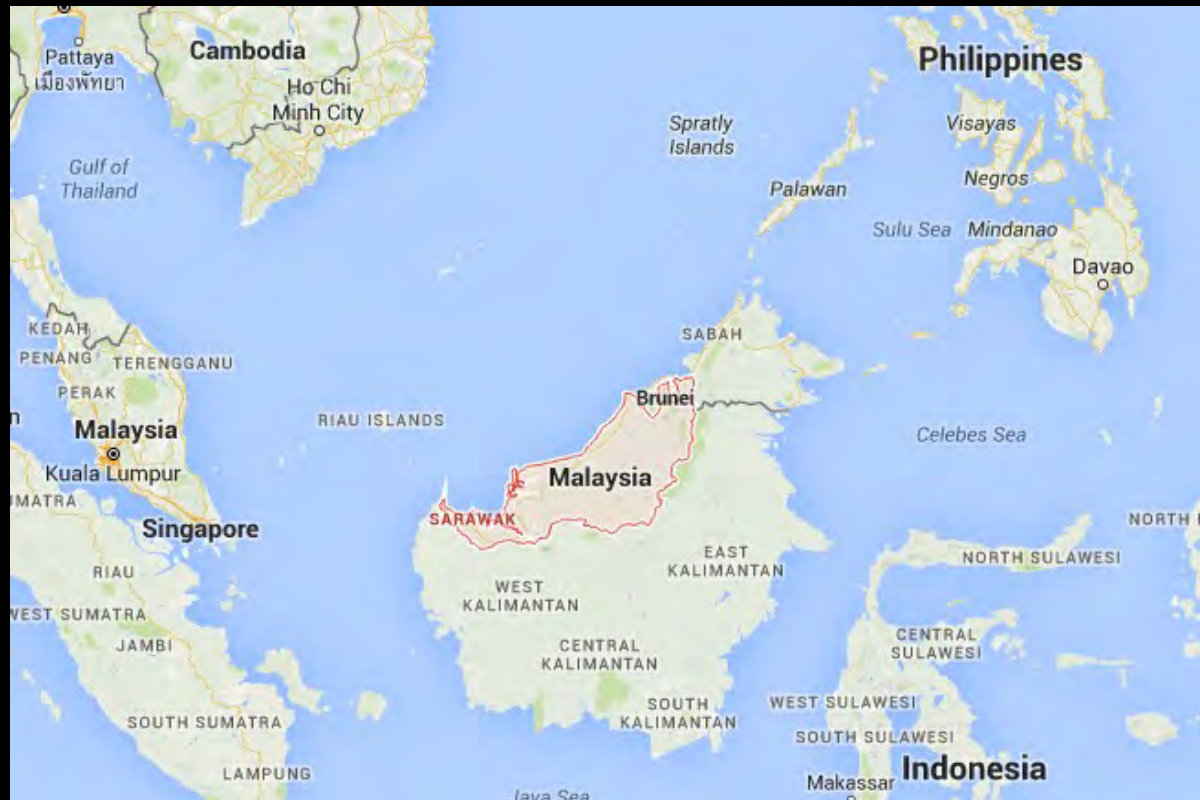 Cambodia
Philippines
Pattaya
เมืองพัทยา
Ho Chi
Minh City
Spratly
Islands
Visayas
Gulf of
Thailand
Palawan
Negros
Sulu Sea
Mindanao
Davao
KEDAH
PENANG
TERENGGANU
SABAH
PERAK
Brunei
n
RIAU ISLANDS
Malaysia
Celebes Sea
Kuala Lumpur
Malaysia
IMATRA
SARAWAK
Singapore
NORTH
EAST
KALIMANTAN
NORTH SULAWESI
RIAU
WEST
KALIMANTAN
WEST SUMATRA
JAMBI
CENTRAL
KALIMANTAN
CENTRAL
SULAWESI
SOUTH SUMATRA
SOUTH
KALIMANTAN
WEST SULAWESI
SOUTH SULAWESI
LAMPUNG
Indonesia
Makassar
Java Sea